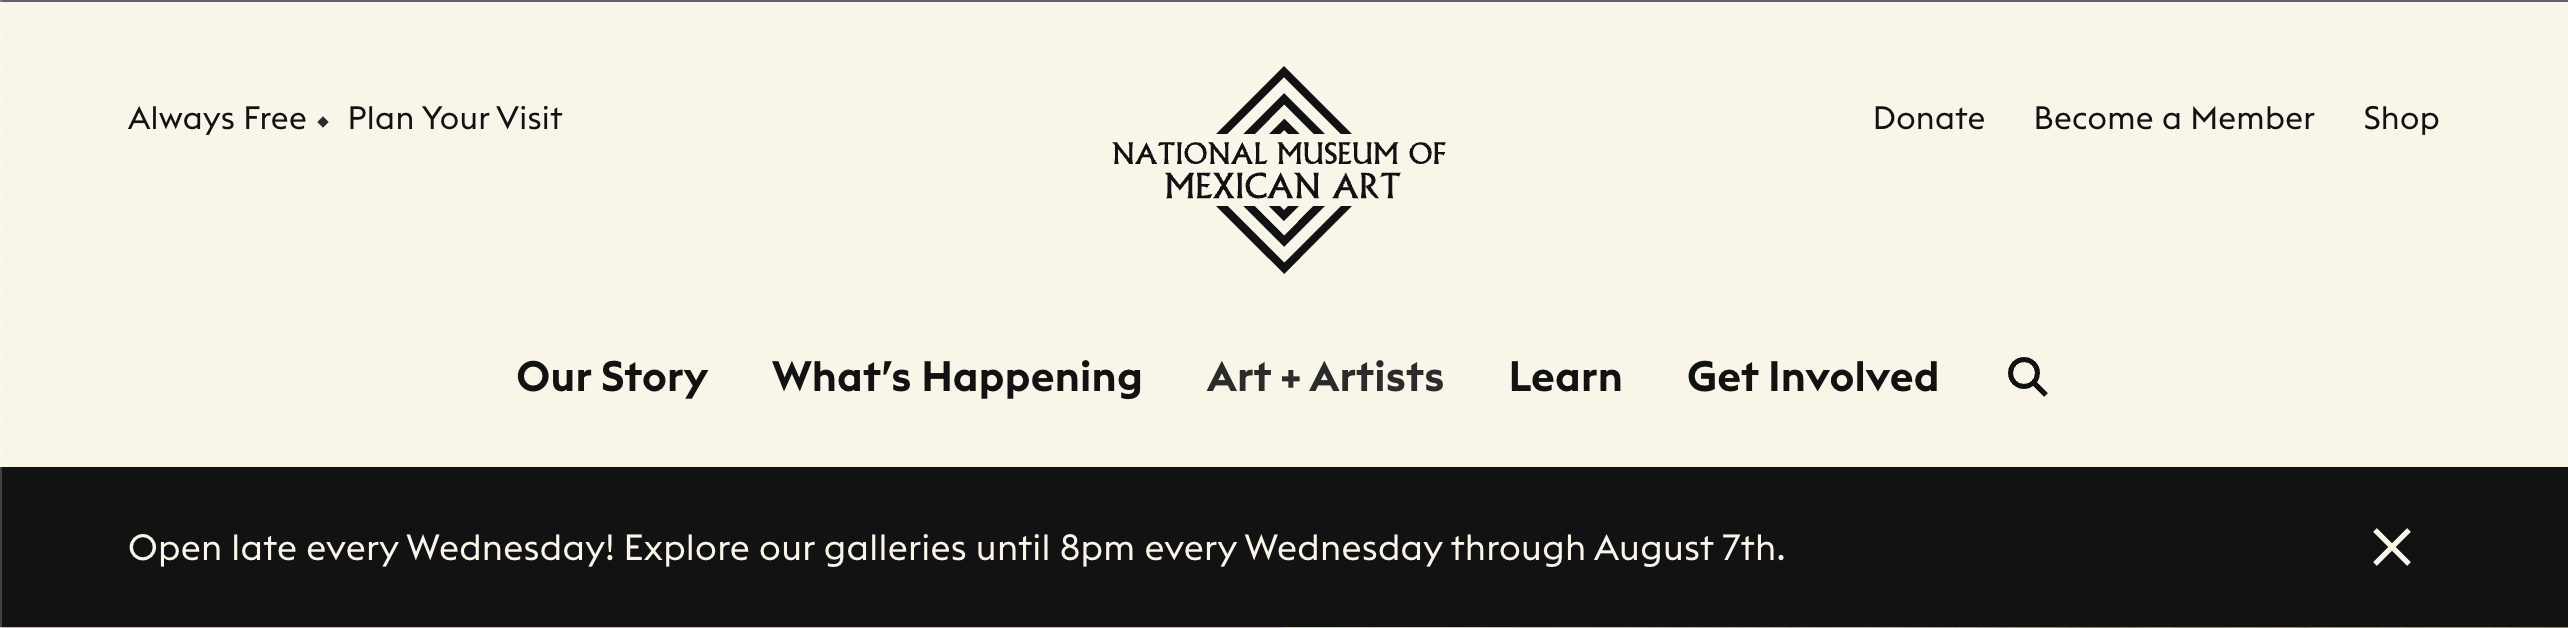 Always Free ◆ Plan Your Visit
NATIONAL MUSEUM OF
MEXICAN ART
Donate Become a Member Shop
Our Story What's Happening Art + Artists Learn Get Involved
Open late every Wednesday! Explore our galleries until 8pm every Wednesday through August 7th.